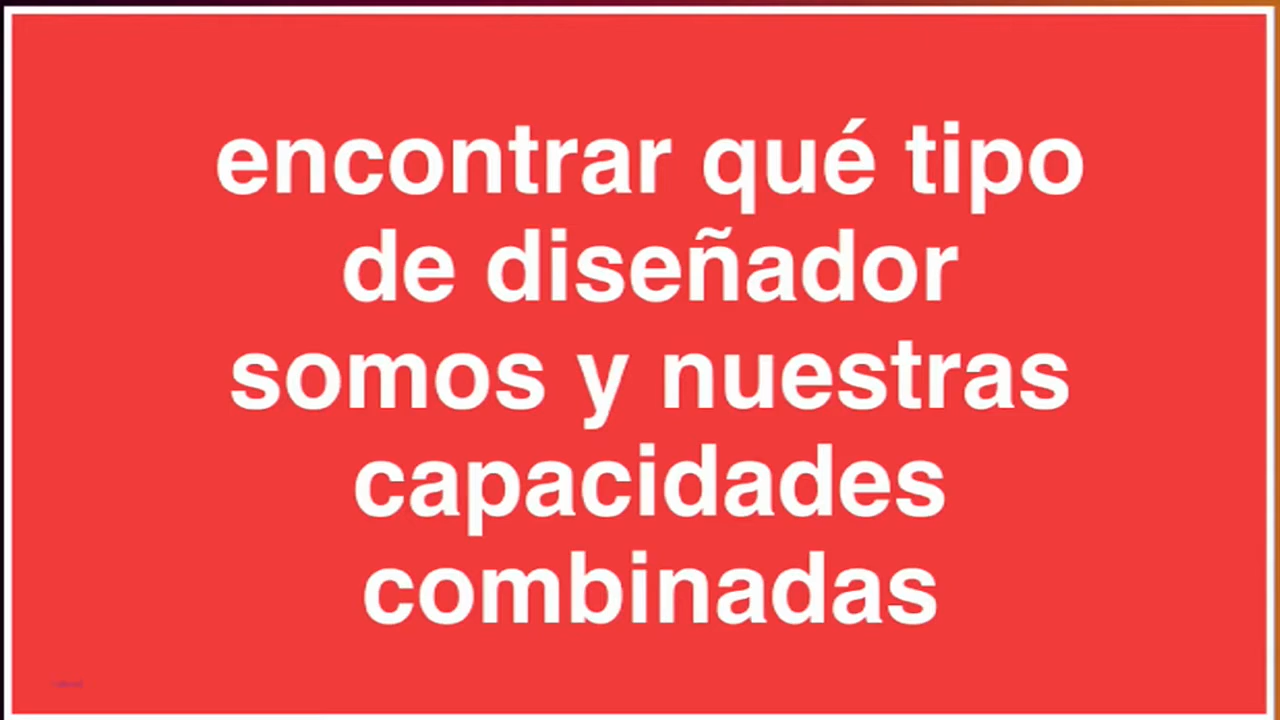 encontrar qué tipo
de diseñador
somos y nuestras
capacidades
combinadas